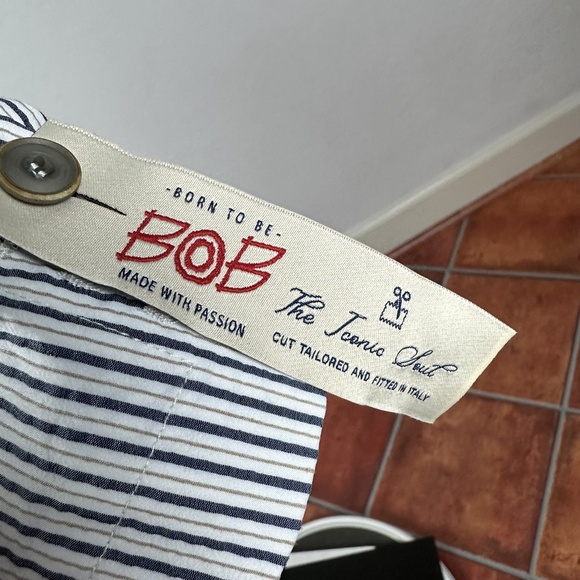 -BORN TO BE-
BOB
MADE WITH PASSION
The Iconic Soul
CUT TAILORED AND FITTED IN ITALY